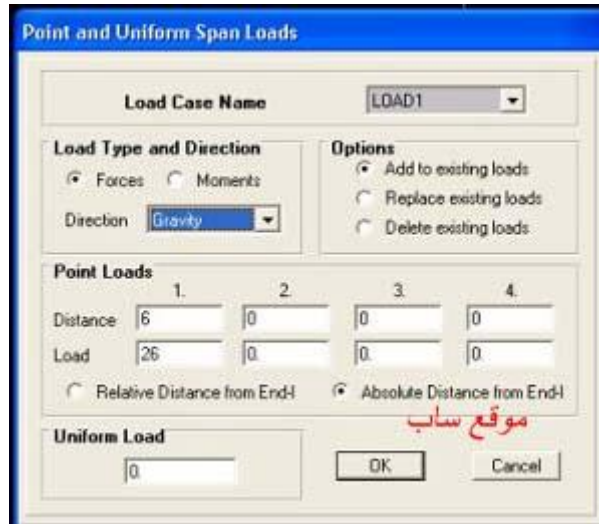 Point and Uniform Span Loads
Load Case Name LOAD1
Load Type and Direction
Forces Moments
Direction Gravity
Options
Add to existing loads
Replace existing loads
Delete existing loads
Point Loads
1. 2. 3. 4.
Distance 6 0 0 0
Load 26 0. 0. 0.
Relative Distance from End-I Absolute Distance from End-I
موقع ساب
Uniform Load
0.
OK Cancel